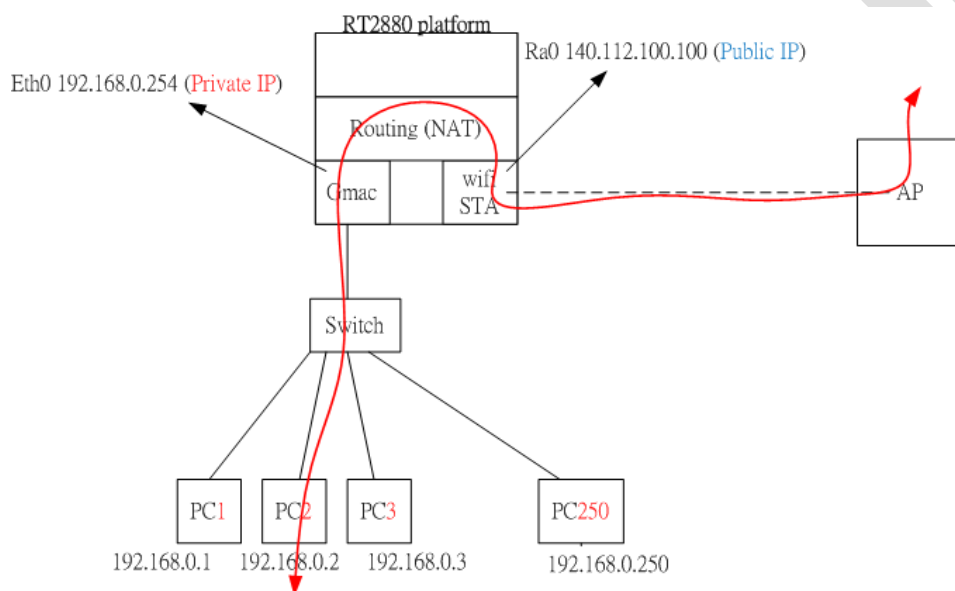 RT2880 platform
Ra0 140.112.100.100 (Public IP)
Eth0 192.168.0.254 (Private IP)
Routing (NAT)
Gmac
wifi
STA
AP
Switch
PC1
PC2
PC3
PC250
192.168.0.1
192.168.0.2
192.168.0.3
192.168.0.250